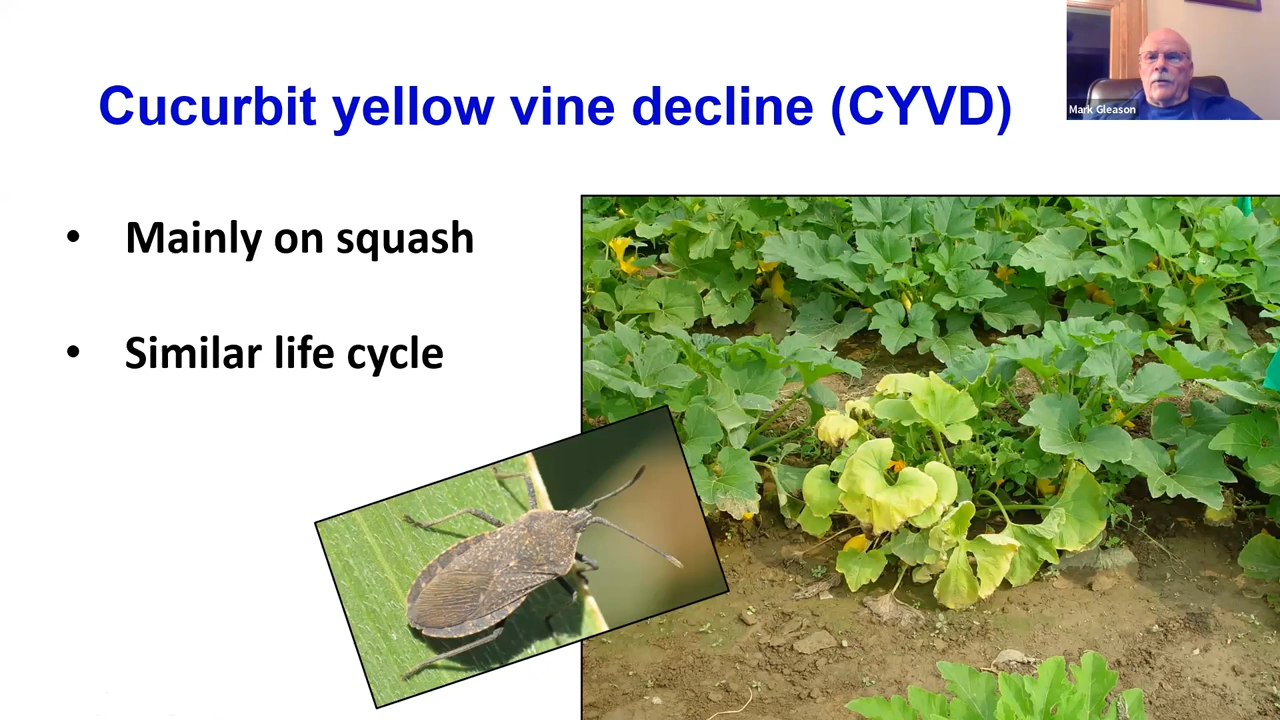 Cucurbit yellow vine decline (CYVD)
Mark Gleason
• Mainly on squash
• Similar life cycle